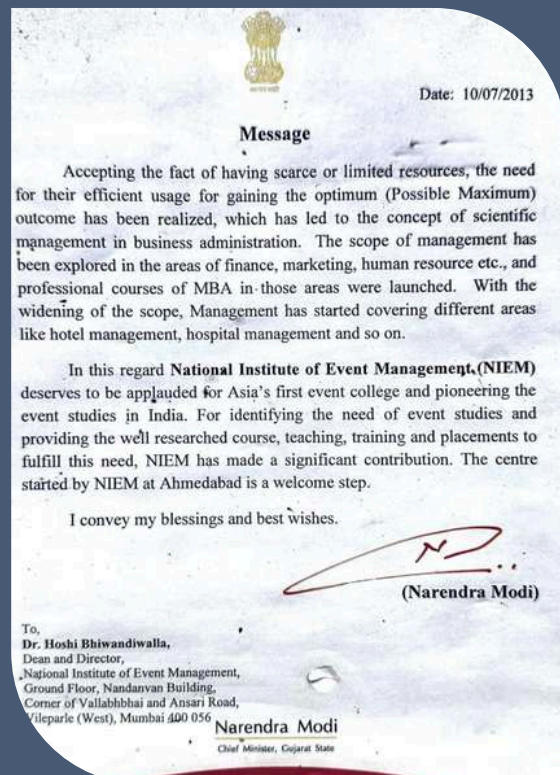 Date: 10/07/2013
Message
Accepting the fact of having scarce or limited resources, the need
for their efficient usage for gaining the optimum (Possible Maximum)
outcome has been realized, which has led to the concept of scientific
management in business administration. The scope of management has
been explored in the areas of finance, marketing, human resource etc., and
professional courses of MBA in those areas were launched. With the
widening of the scope, Management has started covering different areas
like hotel management, hospital management and so on.
In this regard National Institute of Event Management (NIEM)
deserves to be applauded for Asia's first event college and pioneering the
event studies in India. For identifying the need of event studies and
providing the well researched course, teaching, training and placements to
fulfill this need, NIEM has made a significant contribution. The centre
started by NIEM at Ahmedabad is a welcome step.
I convey my blessings and best wishes.
(Narendra Modi)
To,
Dr. Hoshi Bhiwandiwalla,
Dean and Director,
National Institute of Event Management,
Ground Floor, Nandanvan Building,
Corner of Vallabhbhai and Ansari Road,
Vileparle (West), Mumbai 400 056
Narendra Modi
Chief Minister, Gujarat State